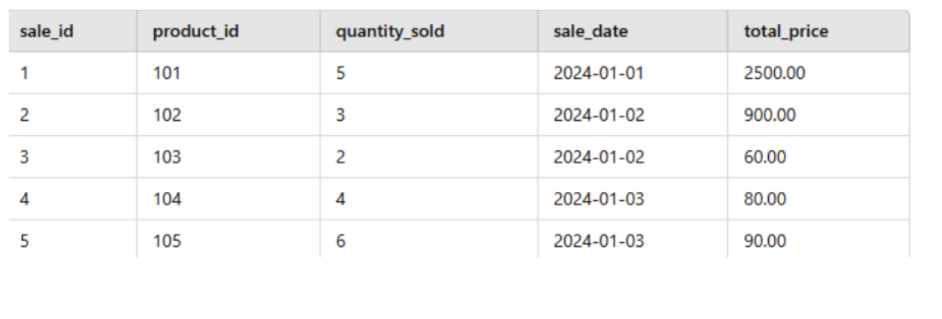 sale_id product_id quantity_sold sale_date total_price
1 101 5 2024-01-01 2500.00
2 102 3 2024-01-02 900.00
3 103 2 2024-01-02 60.00
4 104 4 2024-01-03 80.00
5 105 6 2024-01-03 90.00